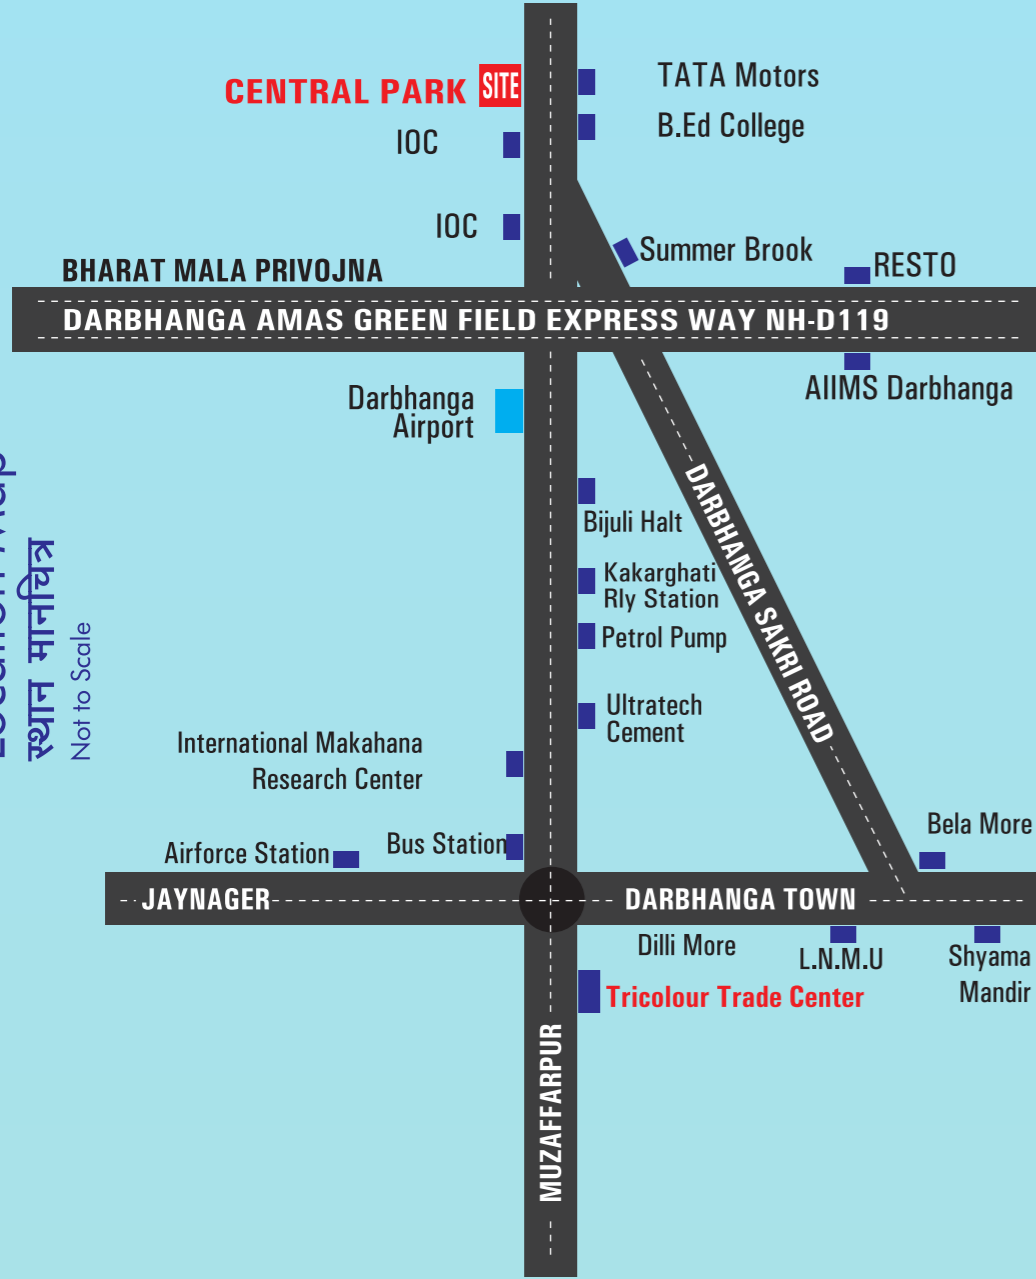 CENTRAL PARK SITE
TATA Motors
B.Ed College
IOC
IOC
Summer Brook
RESTO
BHARAT MALA PRIVOJNA
DARBHANGA AMAS GREEN FIELD EXPRESS WAY NH-D119
AIIMS Darbhanga
Darbhanga
Airport
DARBHANGA SAKRI ROAD
Bijuli Halt
Kakarghati
Rly Station
Petrol Pump
Ultratech
Cement
Location Map
स्थान मानचित्र
Not to Scale
International Makahana
Research Center
Bus Station
Airforce Station
Bela More
JAYNAGER
DARBHANGA TOWN
Dilli More
L.N.M.U
Shyama
Mandir
Tricolour Trade Center
MUZAFFARPUR